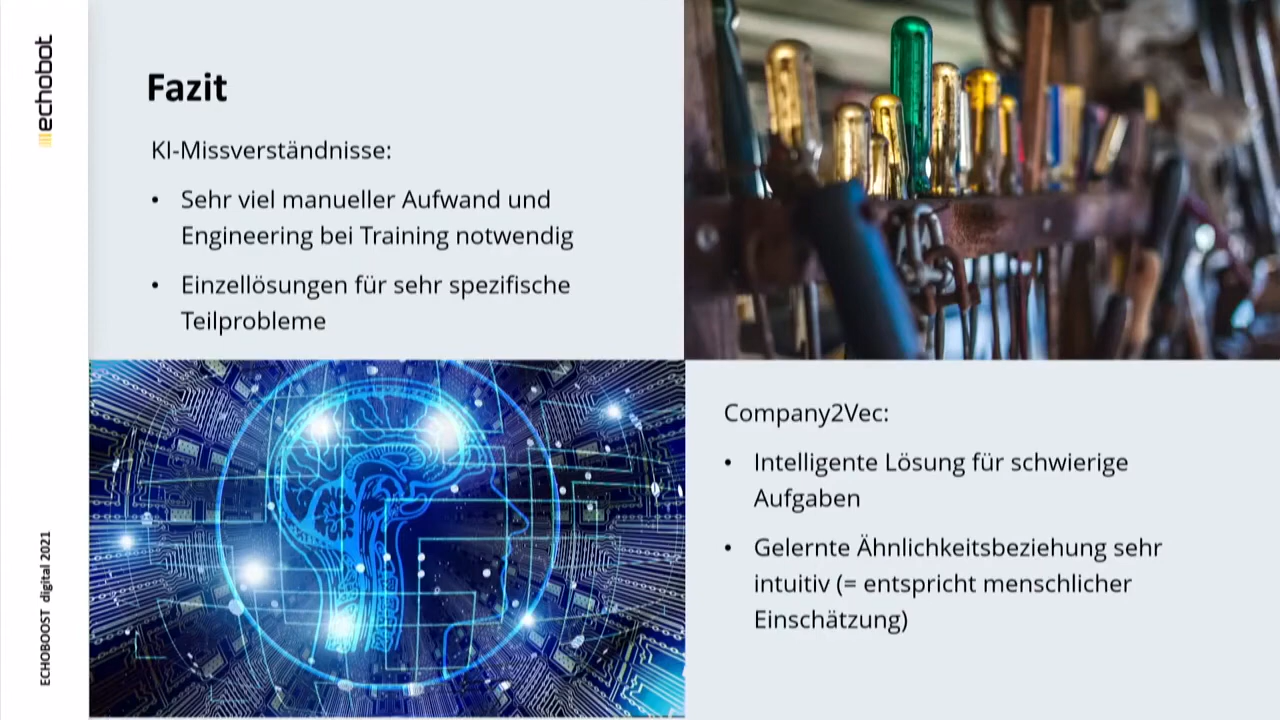 echobot
ECHOBOOST digital 2021
Fazit
KI-Missverständnisse:
• Sehr viel manueller Aufwand und
Engineering bei Training notwendig
• Einzellösungen für sehr spezifische
Teilprobleme
Company2Vec:
• Intelligente Lösung für schwierige
Aufgaben
• Gelernte Ähnlichkeitsbeziehung sehr
intuitiv (= entspricht menschlicher
Einschätzung)